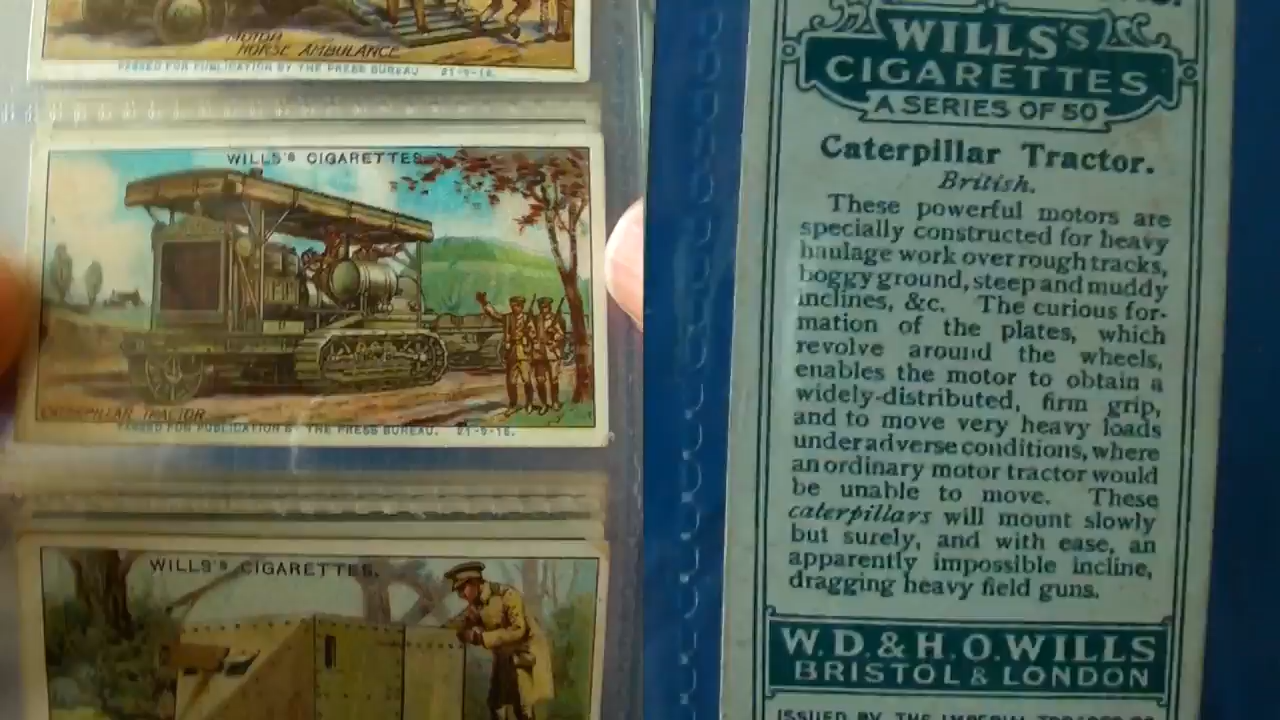 MOTOR
HORSE AMBULANCE
PASSED FOR PUBLICATION BY THE PRESS BUREAU 21-9-16.
WILLS'S CIGARETTES.
CATERPILLAR TRACTOR
PASSED FOR PUBLICATION BY THE PRESS BUREAU. 21-9-16.
WILLS'S CIGARETTES.
WILLS'S
CIGARETTES
A SERIES OF 50
Caterpillar Tractor.
British.
These powerful motors are
specially constructed for heavy
haulage work over rough tracks,
boggy ground, steep and muddy
inclines, &c. The curious for-
mation of the plates, which
revolve around the wheels,
enables the motor to obtain a
widely-distributed, firm grip,
and to move very heavy loads
under adverse conditions, where
an ordinary motor tractor would
be unable to move. These
caterpillars will mount slowly
but surely, and with ease, an
apparently impossible incline,
dragging heavy field guns.
W.D. & H.O. WILLS
BRISTOL & LONDON
ISSUED BY THE IMPERIAL TOBACCO